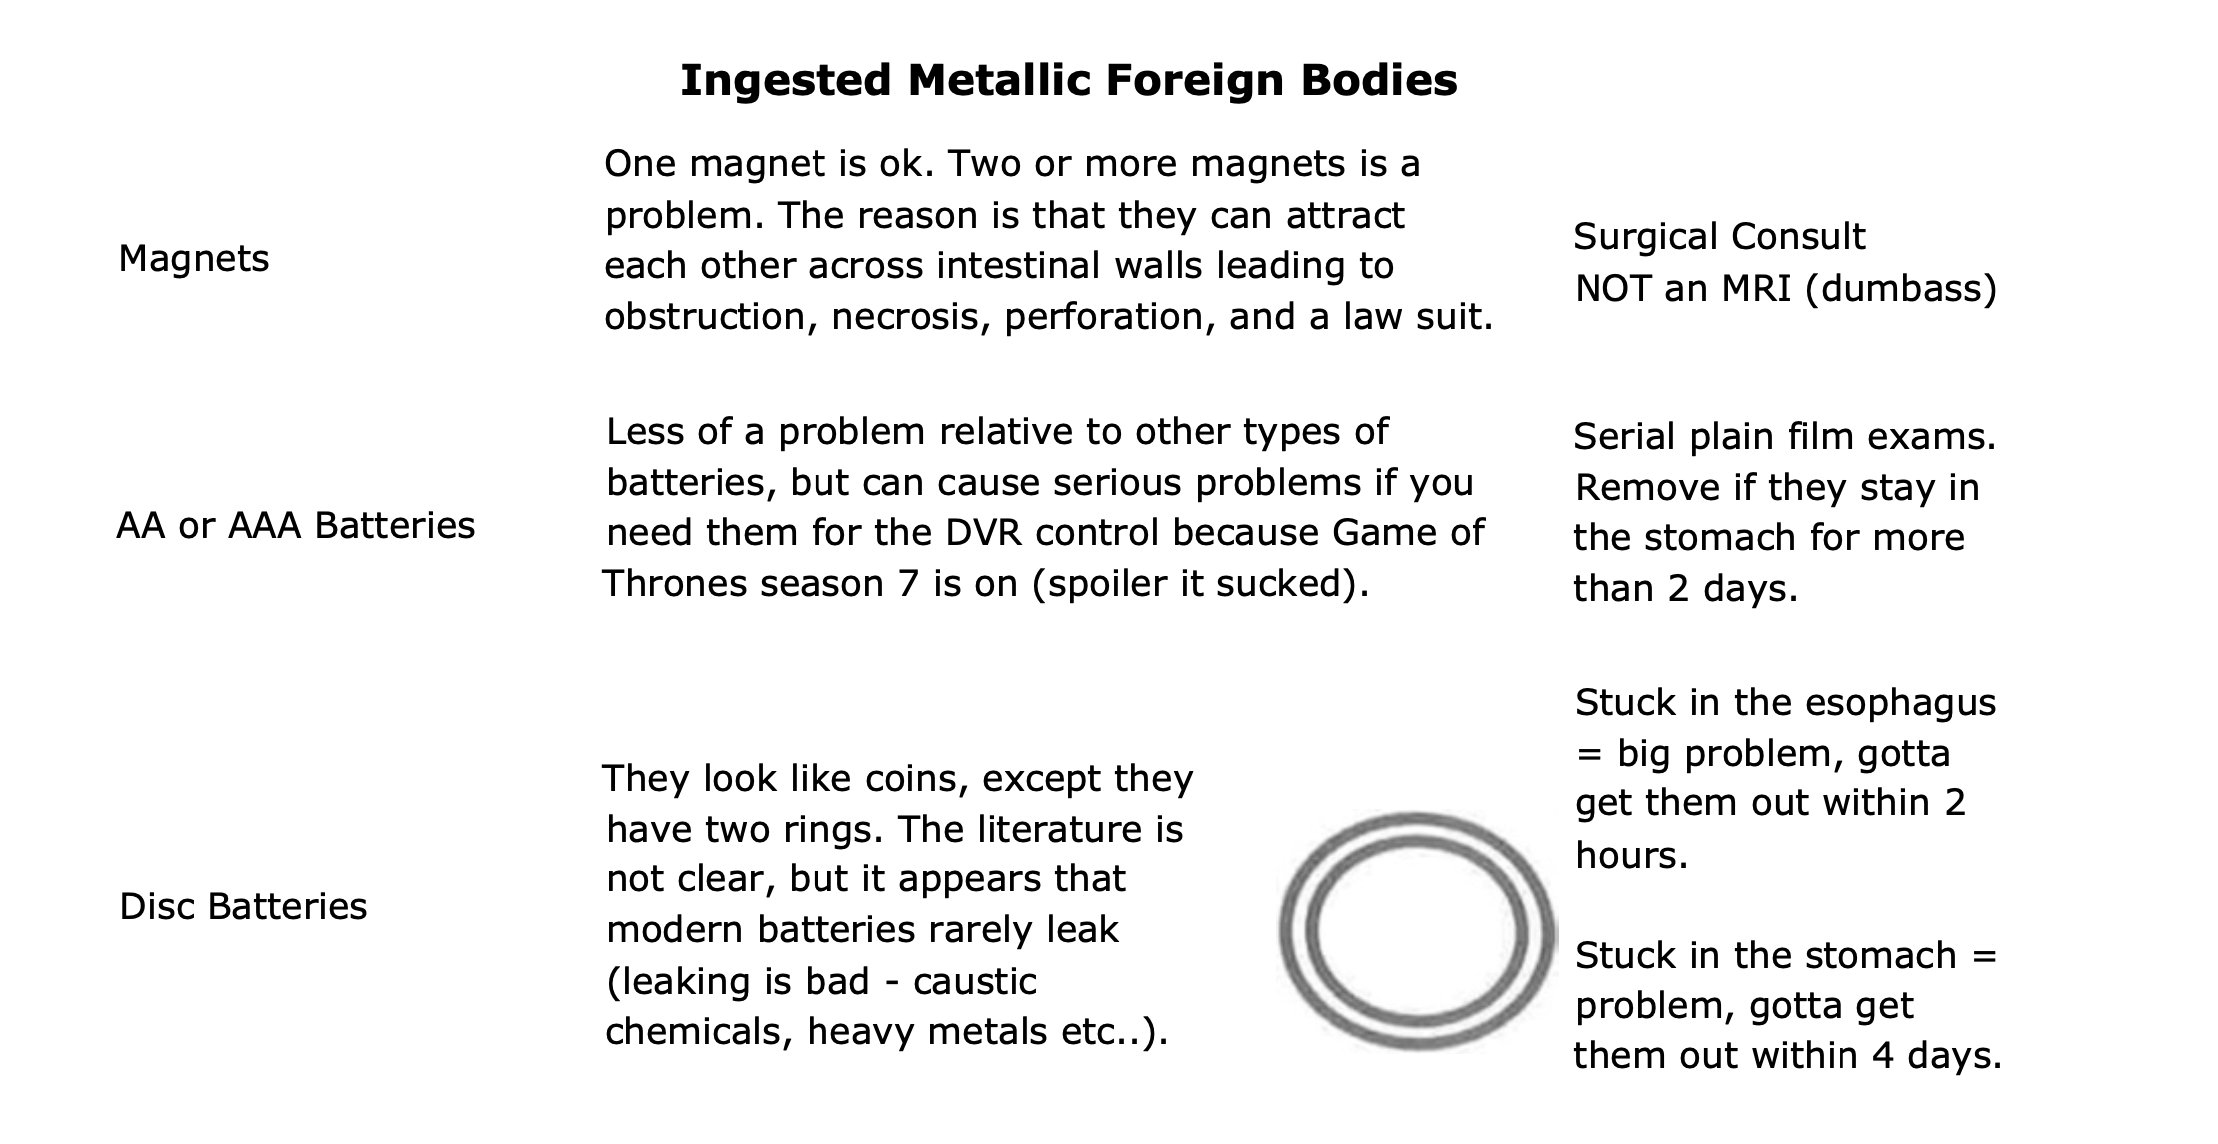 Ingested Metallic Foreign Bodies
Magnets
One magnet is ok. Two or more magnets is a
problem. The reason is that they can attract
each other across intestinal walls leading to
obstruction, necrosis, perforation, and a law suit.
Surgical Consult
NOT an MRI (dumbass)
AA or AAA Batteries
Less of a problem relative to other types of
batteries, but can cause serious problems if you
need them for the DVR control because Game of
Thrones season 7 is on (spoiler it sucked).
Serial plain film exams.
Remove if they stay in
the stomach for more
than 2 days.
Disc Batteries
They look like coins, except they
have two rings. The literature is
not clear, but it appears that
modern batteries rarely leak
(leaking is bad - caustic
chemicals, heavy metals etc..).
Stuck in the esophagus
= big problem, gotta
get them out within 2
hours.
Stuck in the stomach =
problem, gotta get
them out within 4 days.